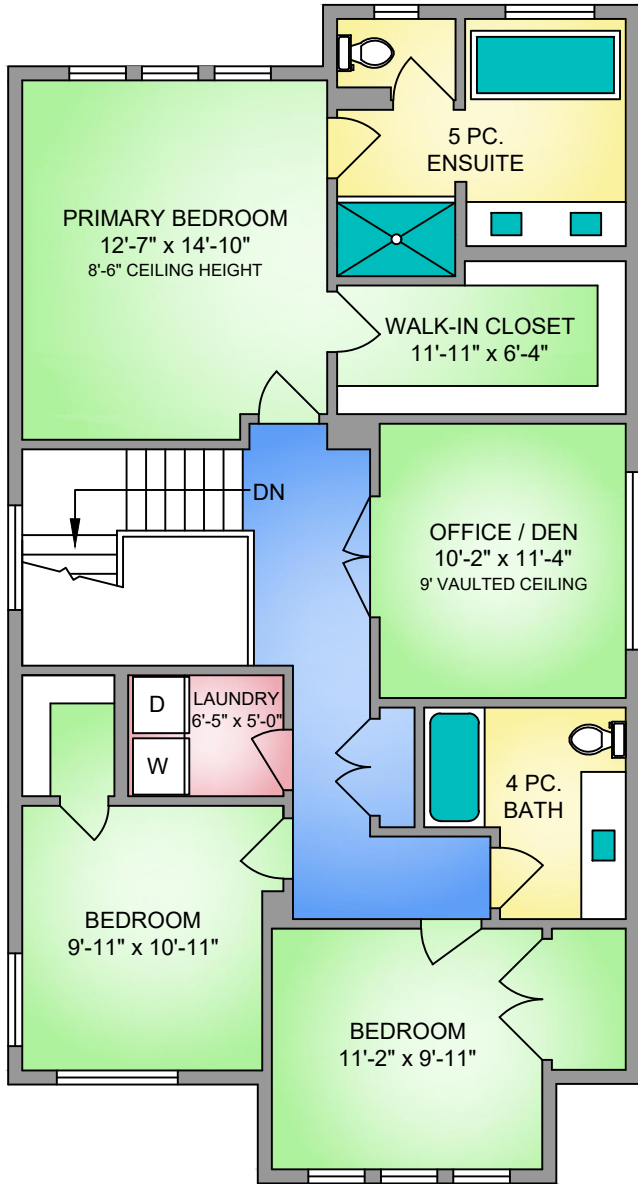 5 PC.
ENSUITE
PRIMARY BEDROOM
12'-7" x 14'-10"
8'-6" CEILING HEIGHT
WALK-IN CLOSET
11'-11" x 6'-4"
DN
OFFICE / DEN
10'-2" x 11'-4"
9' VAULTED CEILING
D
W
LAUNDRY
6'-5" x 5'-0"
4 PC.
BATH
BEDROOM
9'-11" x 10'-11"
BEDROOM
11'-2" x 9'-11"